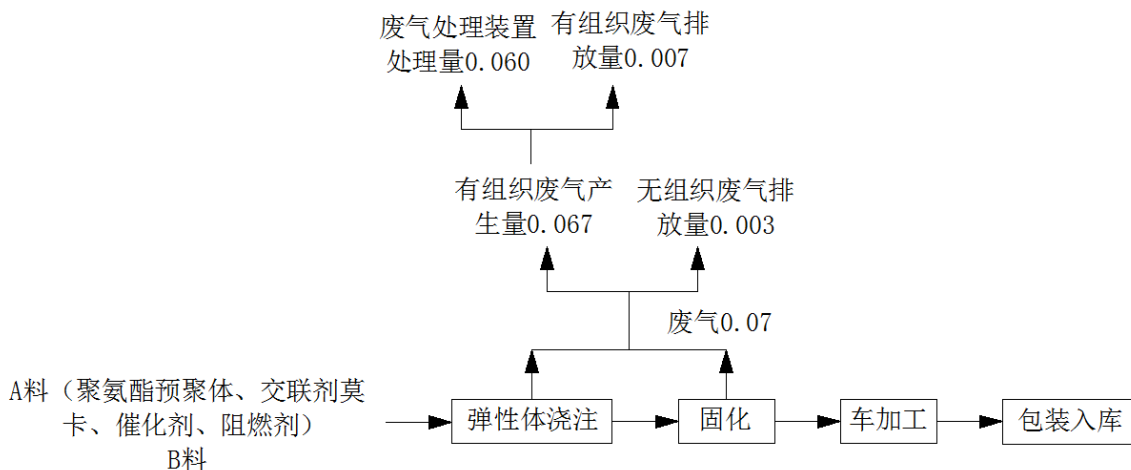 废气处理装置
处理量0.060
有组织废气排
放量0.007
有组织废气产
生量0.067
无组织废气排
放量0.003
废气0.07
A料（聚氨酯预聚体、交联剂莫
卡、催化剂、阻燃剂）
B料
弹性体浇注
固化
车加工
包装入库